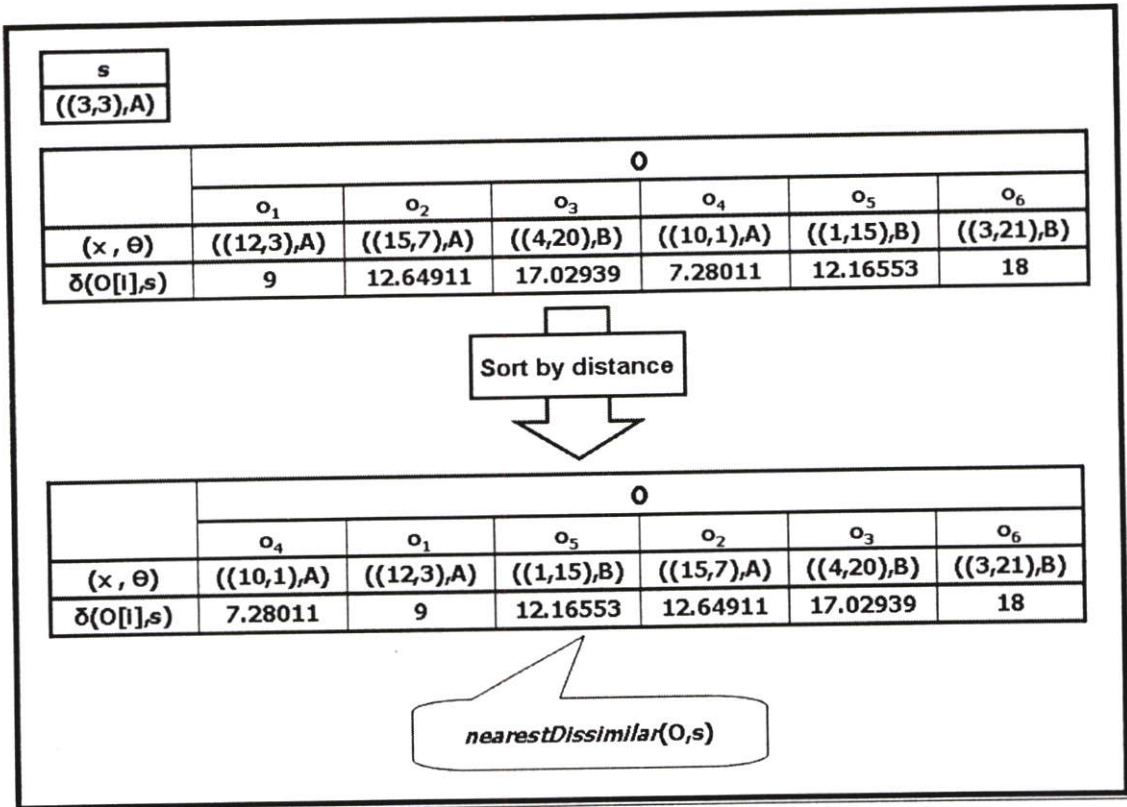 s
((3,3),A)
O
o₁ o₂ o₃ o₄ o₅ o₆
(x , Θ) ((12,3),A) ((15,7),A) ((4,20),B) ((10,1),A) ((1,15),B) ((3,21),B)
δ(O[I],s) 9 12.64911 17.02939 7.28011 12.16553 18
Sort by distance
O
o₄ o₁ o₅ o₂ o₃ o₆
(x , Θ) ((10,1),A) ((12,3),A) ((1,15),B) ((15,7),A) ((4,20),B) ((3,21),B)
δ(O[I],s) 7.28011 9 12.16553 12.64911 17.02939 18
nearestDissimilar(O,s)